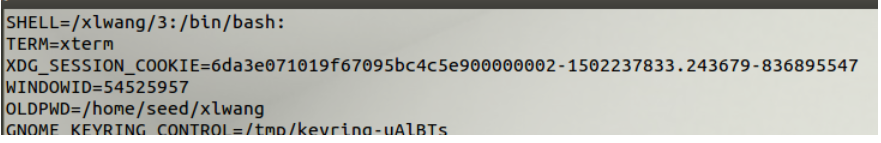 SHELL=/xlwang/3:/bin/bash:
TERM=xterm
XDG_SESSION_COOKIE=6da3e071019f67095bc4c5e900000002-1502237833.243679-836895547
WINDOWID=54525957
OLDPWD=/home/seed/xlwang
GNOME_KEYRING_CONTROL=/tmp/keyring-uAlBTs